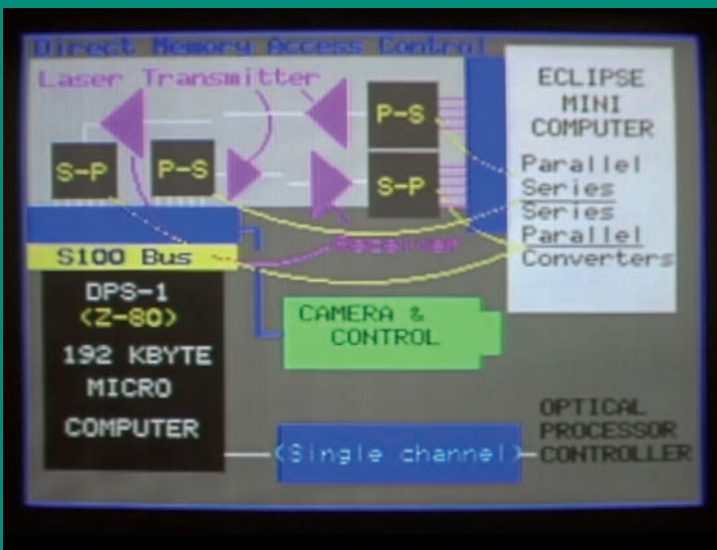 Direct Memory Access Control
Laser Transmitter
P-S
S-P
P-S
S-P
Receiver
S100 Bus
DPS-1
(Z-80)
192 KBYTE
MICRO
COMPUTER
ECLIPSE
MINI
COMPUTER
Parallel
Series
Series
Parallel
Converters
CAMERA &
CONTROL
(Single channel)
OPTICAL
PROCESSOR
CONTROLLER